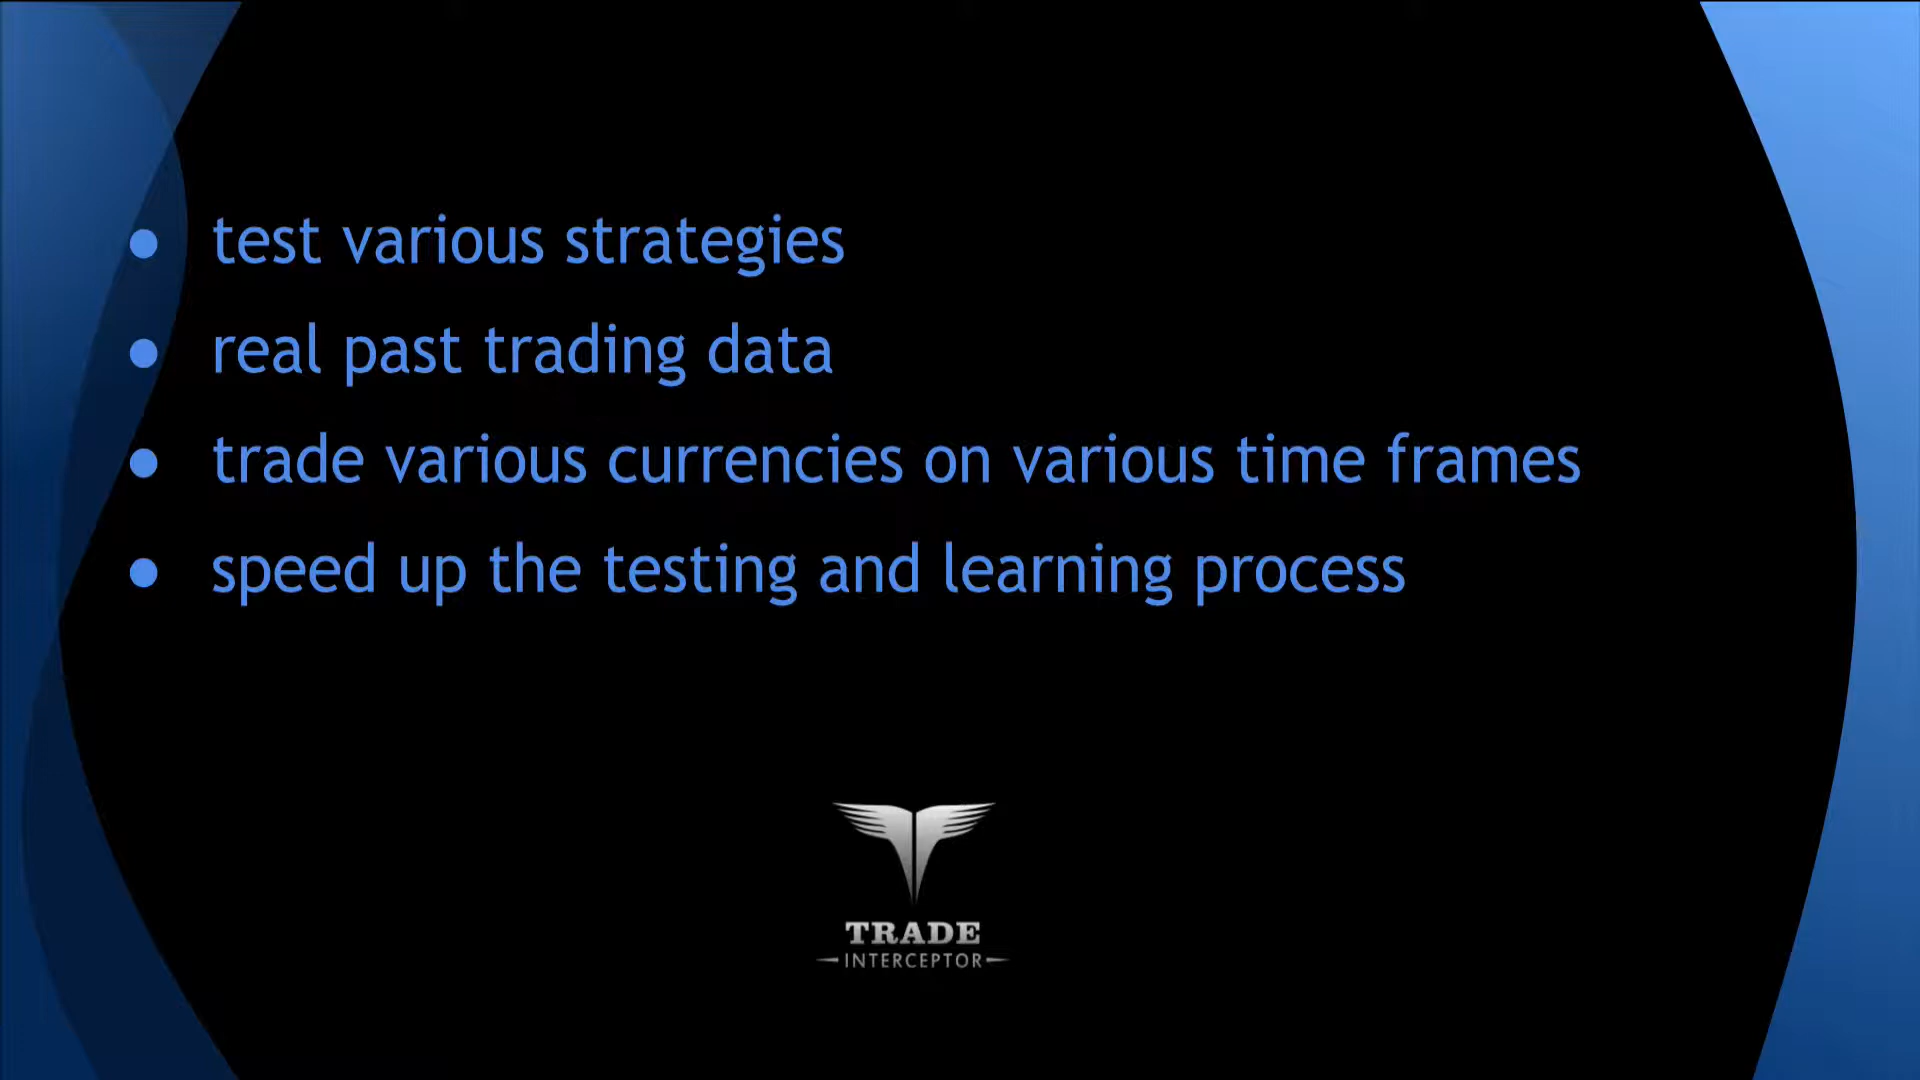 ● test various strategies
● real past trading data
● trade various currencies on various time frames
● speed up the testing and learning process
TRADE
INTERCEPTOR